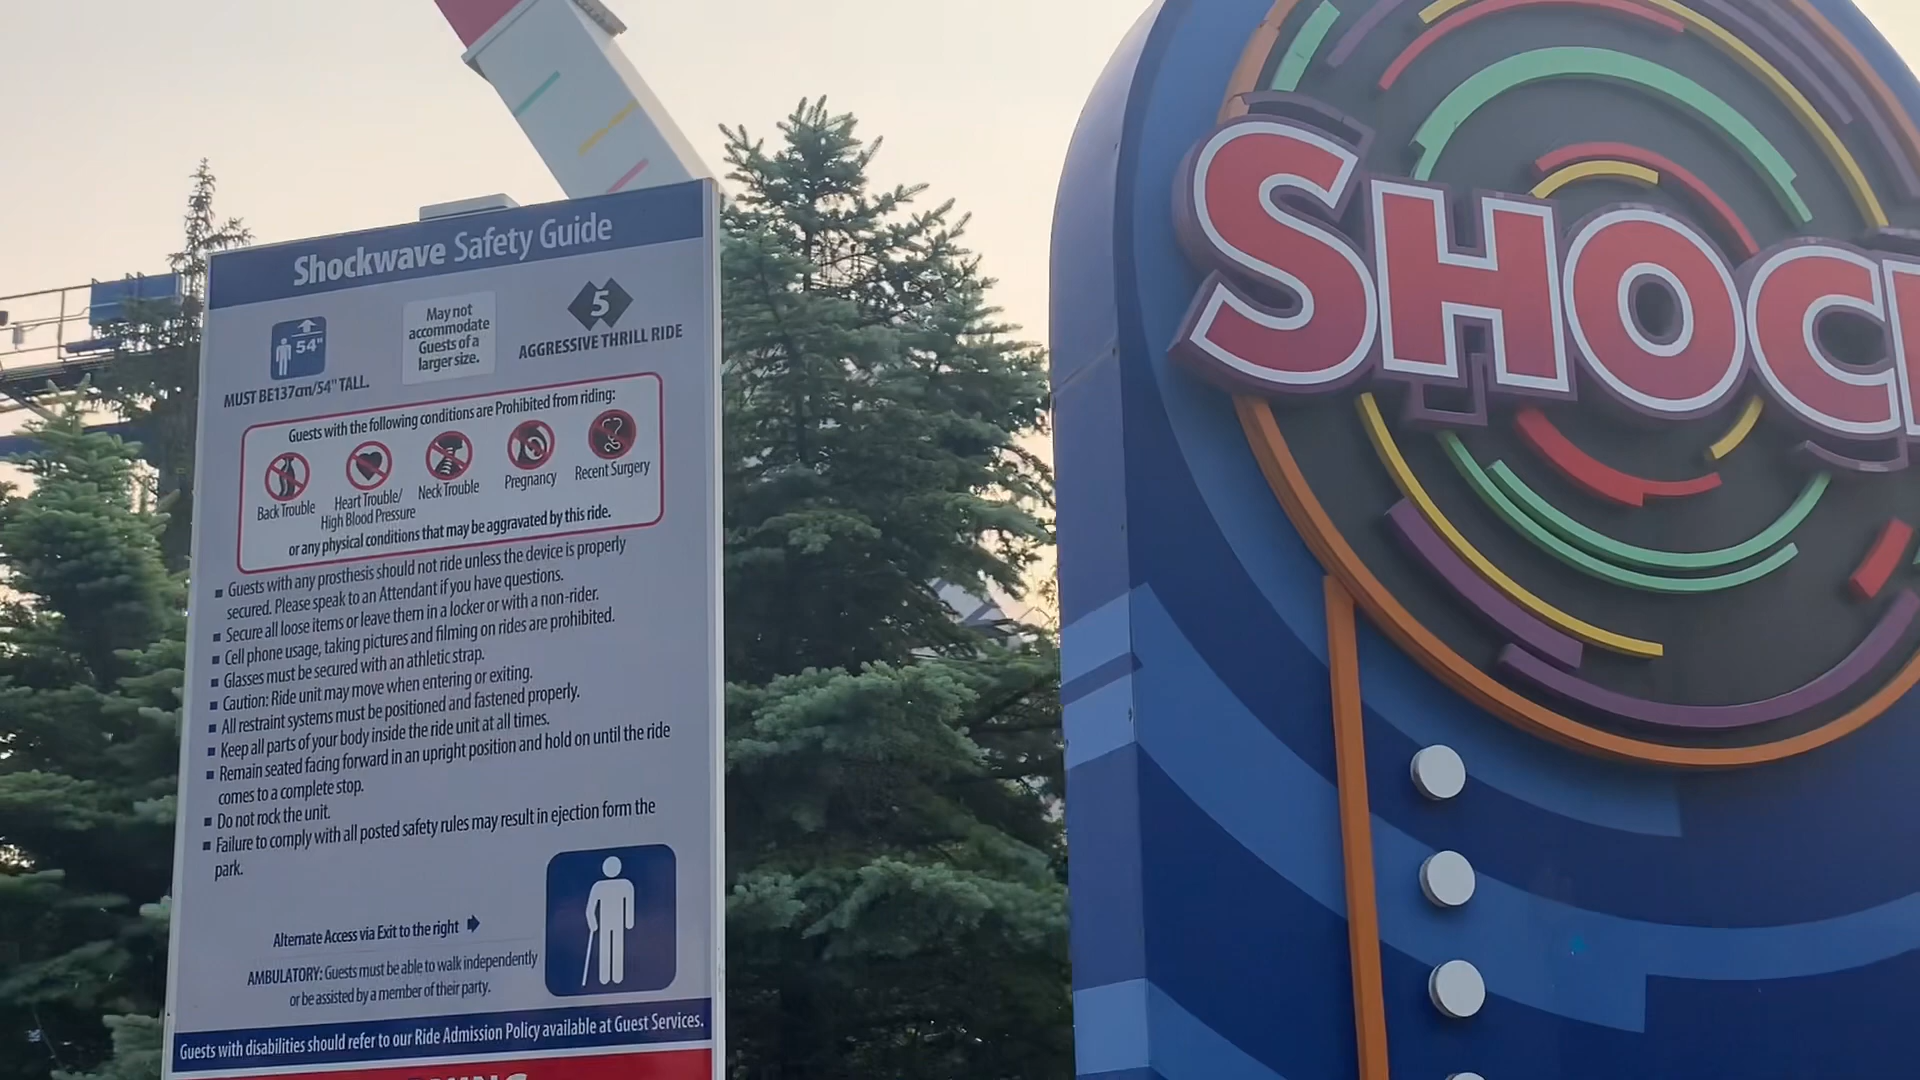 Shockwave Safety Guide
54"
MUST BE137cm/54" TALL.
May not
accommodate
Guests of a
larger size.
5
AGGRESSIVE THRILL RIDE
Guests with the following conditions are Prohibited from riding:
Back Trouble
Heart Trouble/
High Blood Pressure
Neck Trouble
Pregnancy
Recent Surgery
or any physical conditions that may be aggravated by this ride.
▪ Guests with any prosthesis should not ride unless the device is properly
secured. Please speak to an Attendant if you have questions.
▪ Secure all loose items or leave them in a locker or with a non-rider.
▪ Cell phone usage, taking pictures and filming on rides are prohibited.
▪ Glasses must be secured with an athletic strap.
▪ Caution: Ride unit may move when entering or exiting.
▪ All restraint systems must be positioned and fastened properly.
▪ Keep all parts of your body inside the ride unit at all times.
▪ Remain seated facing forward in an upright position and hold on until the ride
comes to a complete stop.
▪ Do not rock the unit.
▪ Failure to comply with all posted safety rules may result in ejection form the
park.
Alternate Access via Exit to the right
AMBULATORY: Guests must be able to walk independently
or be assisted by a member of their party.
Guests with disabilities should refer to our Ride Admission Policy available at Guest Services.
SHOC